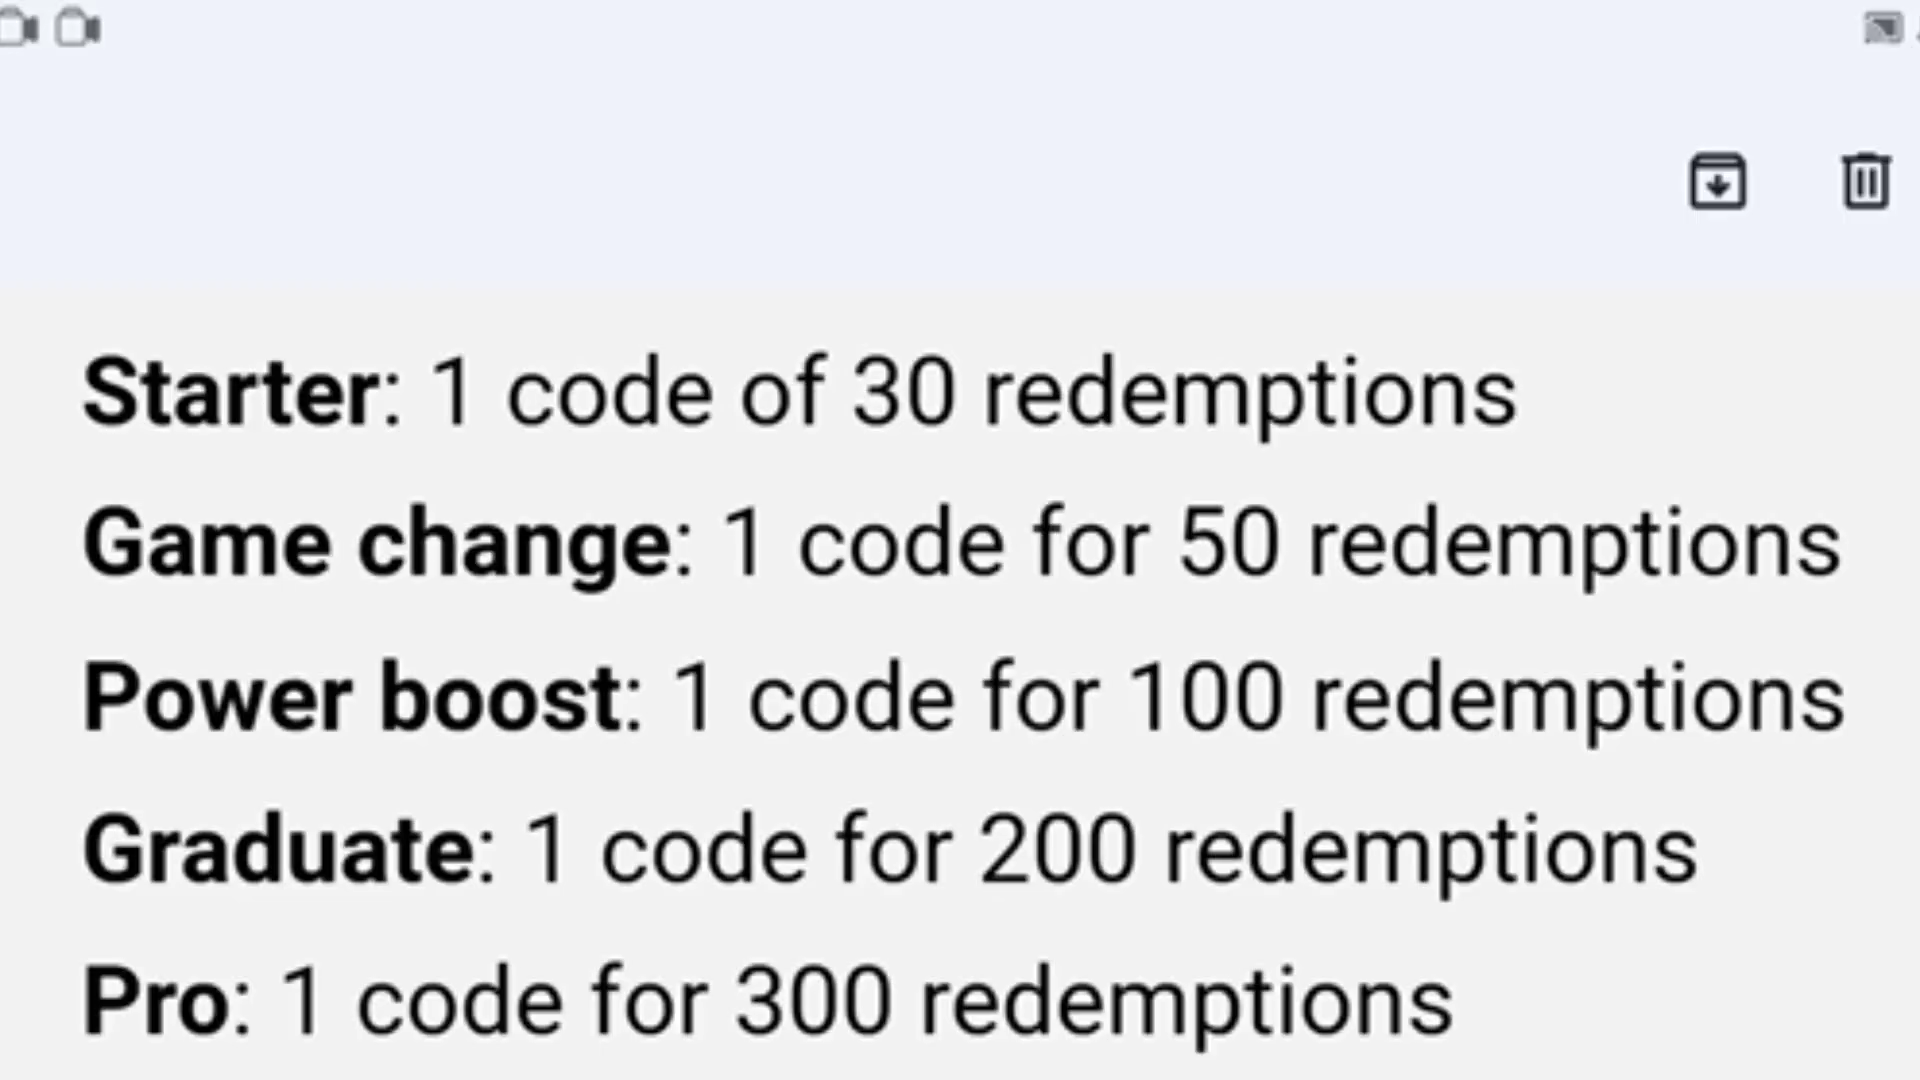 Starter: 1 code of 30 redemptions
Game change: 1 code for 50 redemptions
Power boost: 1 code for 100 redemptions
Graduate: 1 code for 200 redemptions
Pro: 1 code for 300 redemptions